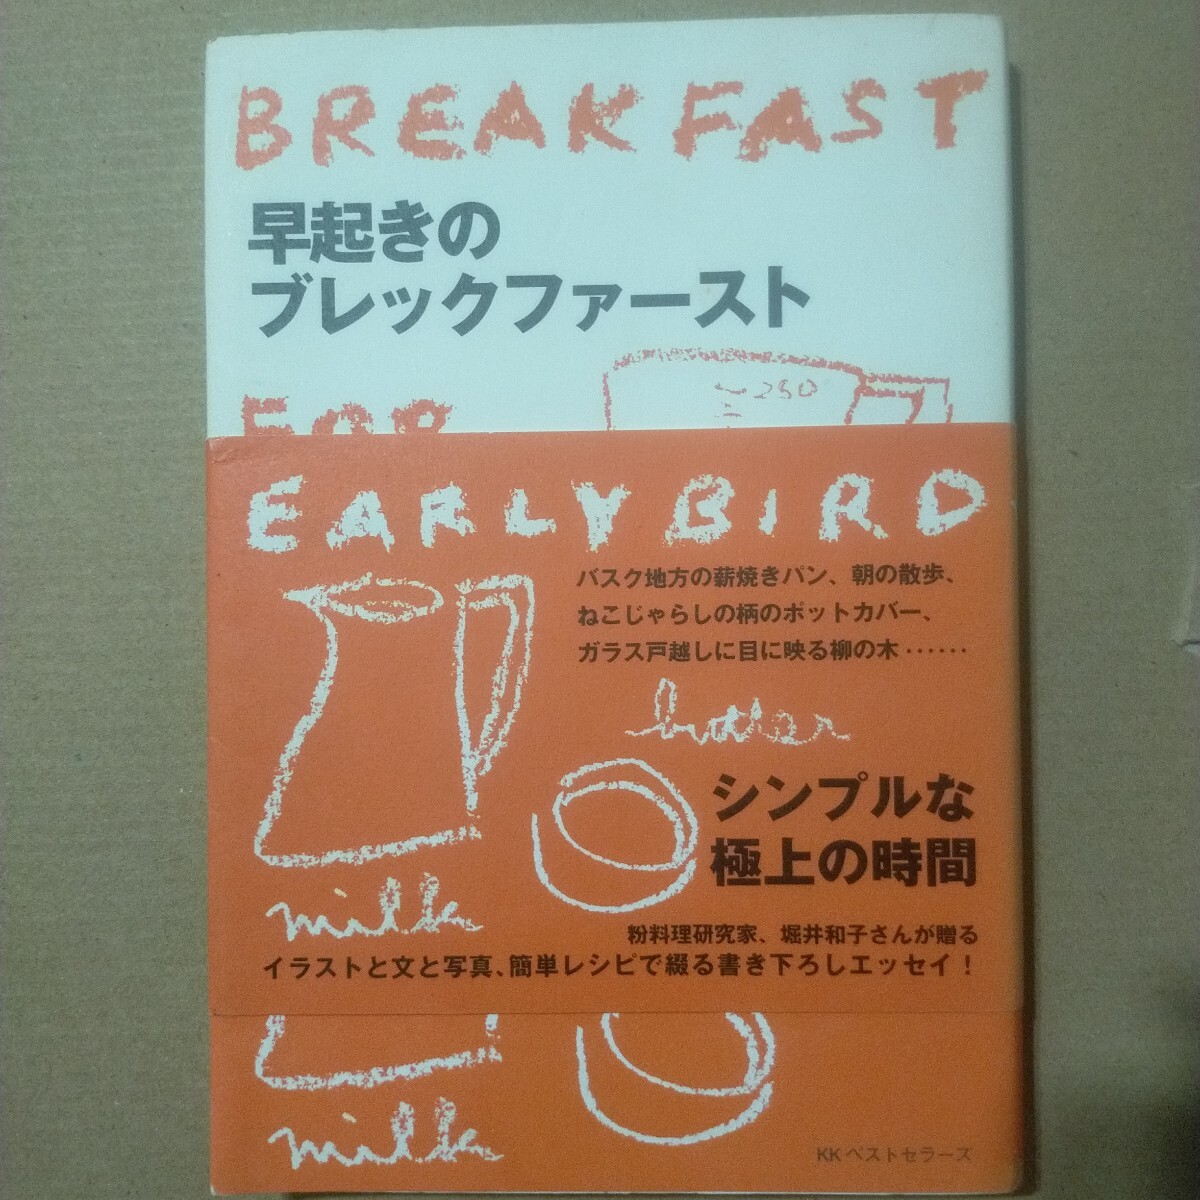 BREAKFAST
早起きの
ブレックファースト
250
FOR
EARLY BIRD
バスク地方の薪焼きパン、朝の散歩、
ねこじゃらしの柄のポットカバー、
ガラス戸越しに目に映る柳の木‥‥‥
butter
シンプルな
極上の時間
milk
粉料理研究家、堀井和子さんが贈る
イラストと文と写真、簡単レシピで綴る書き下ろしエッセイ！
milk
KKベストセラーズ